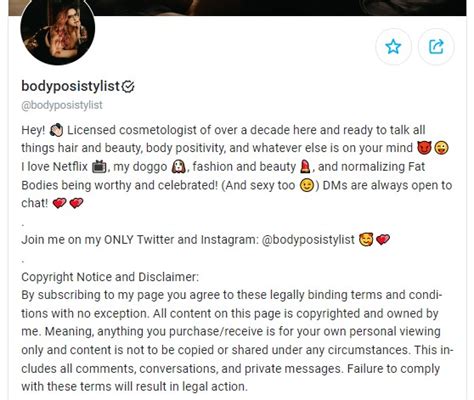 bodyposistylist
@bodyposistylist
Hey! 👋🏻 Licensed cosmetologist of over a decade here and ready to talk all
things hair and beauty, body positivity, and whatever else is on your mind 😈😜
I love Netflix 📺, my doggo 🐶, fashion and beauty 💄, and normalizing Fat
Bodies being worthy and celebrated! (And sexy too 😉) DMs are always open to
chat! 💕
.
Join me on my ONLY Twitter and Instagram: @bodyposistylist 🥰💕
.
Copyright Notice and Disclaimer:
By subscribing to my page you agree to these legally binding terms and condi-
tions with no exception. All content on this page is copyrighted and owned by
me. Meaning, anything you purchase/receive is for your own personal viewing
only and content is not to be copied or shared under any circumstances. This in-
cludes all comments, conversations, and private messages. Failure to comply
with these terms will result in legal action.